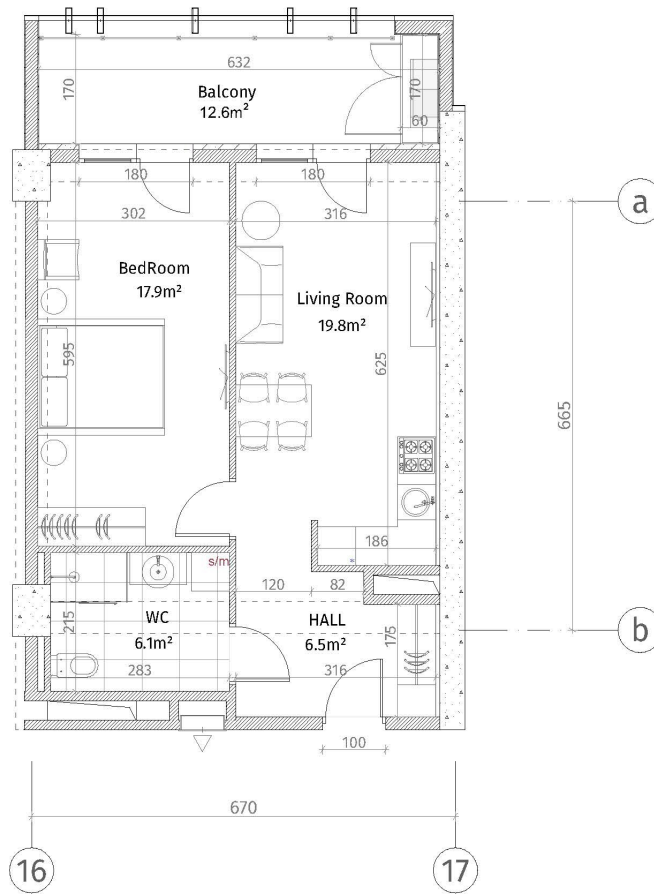 632
170
Balcony
12.6m²
170
60
180
180
a
302
316
BedRoom
17.9m²
Living Room
19.8m²
595
625
665
186
s/m
120
82
215
WC
6.1m²
HALL
6.5m²
175
b
283
316
100
670
16
17